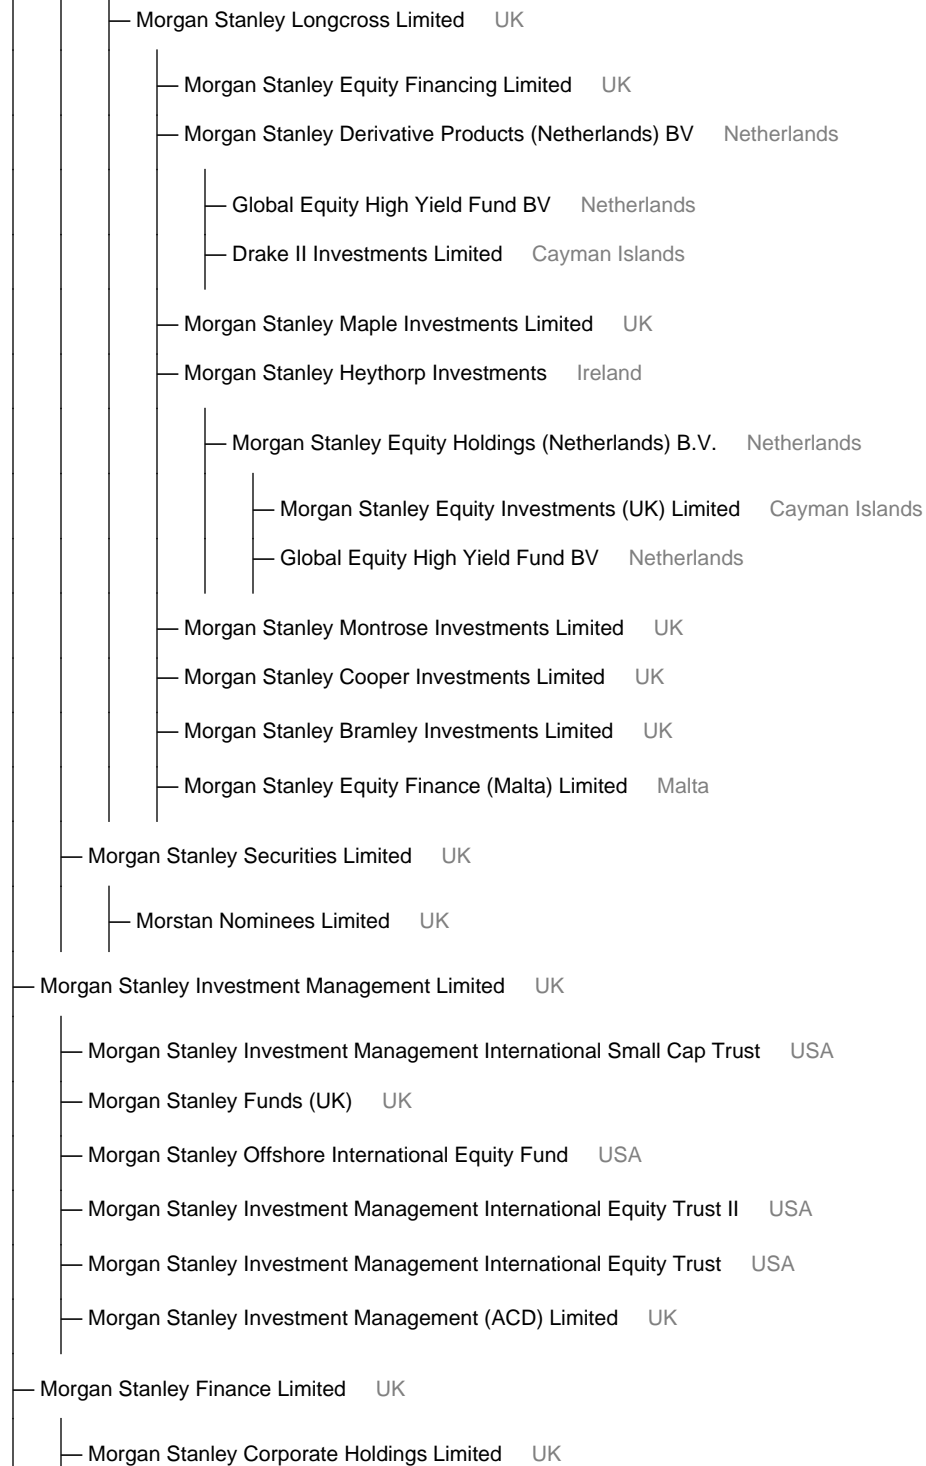 Morgan Stanley Longcross Limited UK
Morgan Stanley Equity Financing Limited UK
Morgan Stanley Derivative Products (Netherlands) BV Netherlands
Global Equity High Yield Fund BV Netherlands
Drake II Investments Limited Cayman Islands
Morgan Stanley Maple Investments Limited UK
Morgan Stanley Heythorp Investments Ireland
Morgan Stanley Equity Holdings (Netherlands) B.V. Netherlands
Morgan Stanley Equity Investments (UK) Limited Cayman Islands
Global Equity High Yield Fund BV Netherlands
Morgan Stanley Montrose Investments Limited UK
Morgan Stanley Cooper Investments Limited UK
Morgan Stanley Bramley Investments Limited UK
Morgan Stanley Equity Finance (Malta) Limited Malta
Morgan Stanley Securities Limited UK
Morstan Nominees Limited UK
Morgan Stanley Investment Management Limited UK
Morgan Stanley Investment Management International Small Cap Trust USA
Morgan Stanley Funds (UK) UK
Morgan Stanley Offshore International Equity Fund USA
Morgan Stanley Investment Management International Equity Trust II USA
Morgan Stanley Investment Management International Equity Trust USA
Morgan Stanley Investment Management (ACD) Limited UK
Morgan Stanley Finance Limited UK
Morgan Stanley Corporate Holdings Limited UK